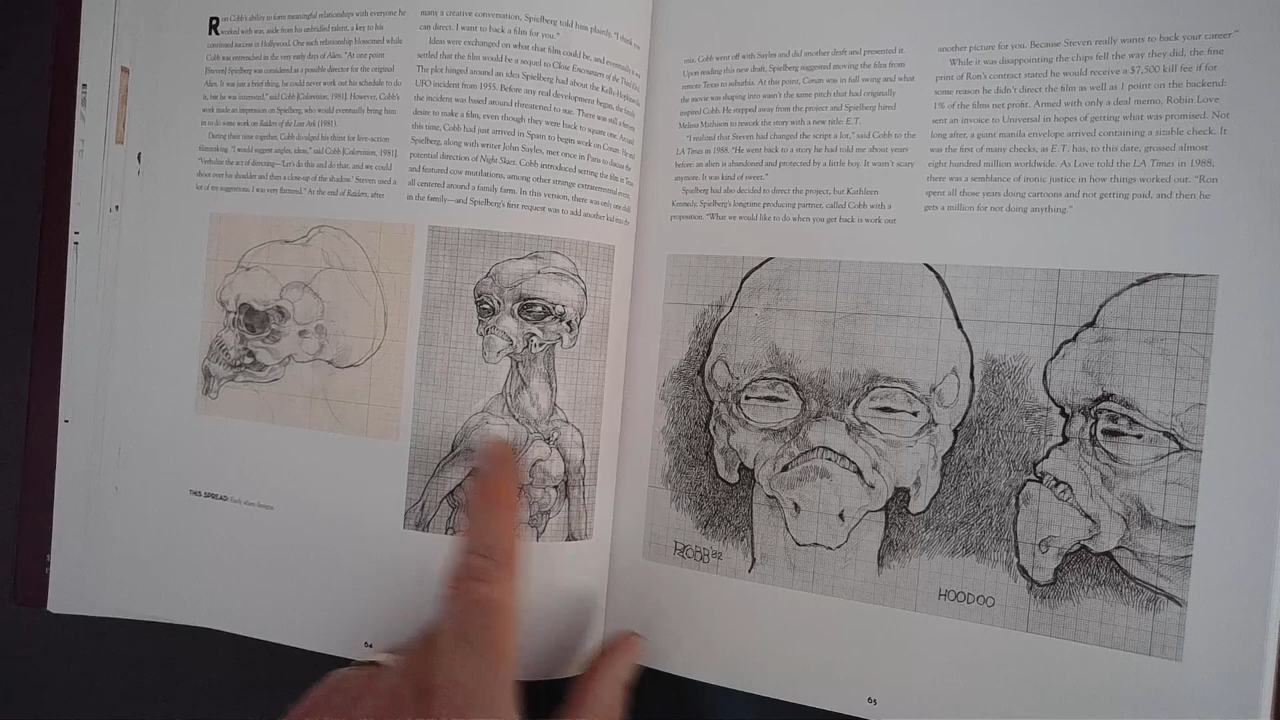 Ron Cobb's ability to form meaningful relationships with everyone he
worked with was, aside from his unbridled talent, a key to his
continued success in Hollywood. One such relationship blossomed while
Cobb was entrenched in the very early days of Alien. "At one point
[Steven] Spielberg was considered as a possible director for the original
Alien. It was just a brief thing, he could never work out his schedule to do
it, but he was interested," said Cobb [Colorvision, 1981]. However, Cobb's
work made an impression on Spielberg, who would eventually bring him
in to do some work on Raiders of the Lost Ark (1981).
During their time together, Cobb divulged his thirst for live-action
filmmaking. "I would suggest angles, ideas," said Cobb [Colorvision, 1981].
"Verbalize the act of directing—'Let's do this and do that, and we could
shoot over his shoulder and then a close-up of the shadow.' Steven used a
lot of my suggestions; I was very flattered." At the end of Raiders, after
many a creative conversation, Spielberg told him plainly, "I think you
can direct. I want to back a film for you."
Ideas were exchanged on what that film could be, and eventually it was
settled that the film would be a sequel to Close Encounters of the Third Kind.
The plot hinged around an idea Spielberg had about the Kelly-Hopkinsville
UFO incident from 1955. Before any real development began, the family
the incident was based around threatened to sue. There was still a
desire to make a film, even though they were back to square one. Around
this time, Cobb had just arrived in Spain to begin work on Conan. He and
Spielberg, along with writer John Sayles, met once in Paris to discuss the
potential direction of Night Skies. Cobb introduced setting the film in Texas
and featured cow mutilations, among other strange extraterrestrial events,
all centered around a family farm. In this version, there was only one child
in the family—and Spielberg's first request was to add another kid into the
mix. Cobb went off with Sayles and did another draft and presented it.
Upon reading this new draft, Spielberg suggested moving the film from
remote Texas to suburbia. At this point, Conan was in full swing and what
the movie was shaping into wasn't the same pitch that had originally
inspired Cobb. He stepped away from the project and Spielberg hired
Melissa Mathison to rework the story with a new title: E.T.
"I realized that Steven had changed the script a lot," said Cobb to the
LA Times in 1988. "He went back to a story he had told me about years
before: an alien is abandoned and protected by a little boy. It wasn't scary
anymore. It was kind of sweet."
Spielberg had also decided to direct the project, but Kathleen
Kennedy, Spielberg's longtime producing partner, called Cobb with a
proposition. "What we would like to do when you get back is work out
another picture for you. Because Steven really wants to back your career."
While it was disappointing the chips fell the way they did, the fine
print of Ron's contract stated he would receive a $7,500 kill fee if for
some reason he didn't direct the film as well as 1 point on the backend:
1% of the films net profit. Armed with only a deal memo, Robin Love
sent an invoice to Universal in hopes of getting what was promised. Not
long after, a giant manila envelope arrived containing a sizable check. It
was the first of many checks, as E.T. has, to this date, grossed almost
eight hundred million worldwide. As Love told the LA Times in 1988,
there was a semblance of ironic justice in how things worked out. "Ron
spent all those years doing cartoons and not getting paid, and then he
gets a million for not doing anything."
THIS SPREAD: Early alien designs.
RCOBB '82
HOODOO
64
65